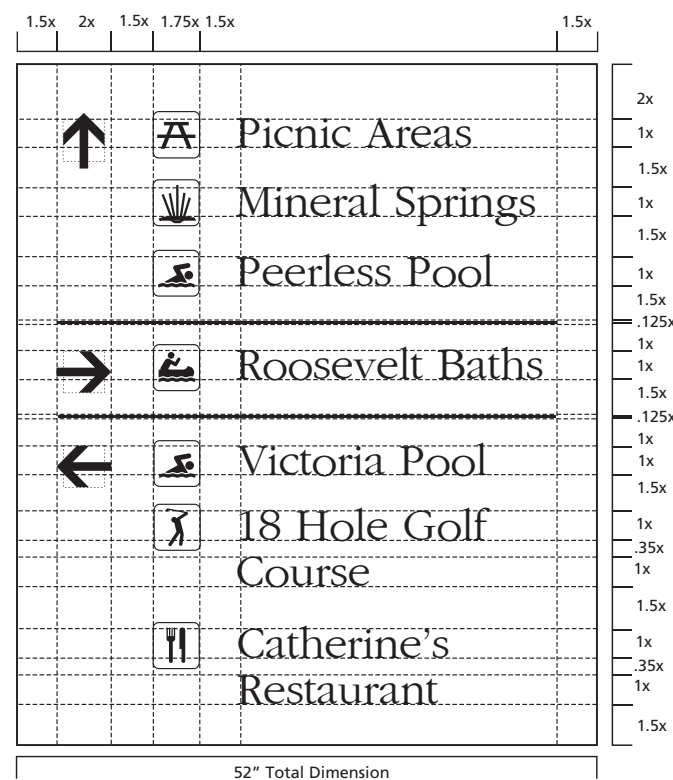 1.5x 2x 1.5x 1.75x 1.5x 1.5x
2x
Picnic Areas
1x
1.5x
Mineral Springs
1x
1.5x
Peerless Pool
1x
1.5x
.125x
1x
Roosevelt Baths
1x
1.5x
.125x
1x
Victoria Pool
1x
1.5x
18 Hole Golf
1x
.35x
Course
1x
1.5x
Catherine’s
1x
.35x
Restaurant
1x
1.5x
52” Total Dimension